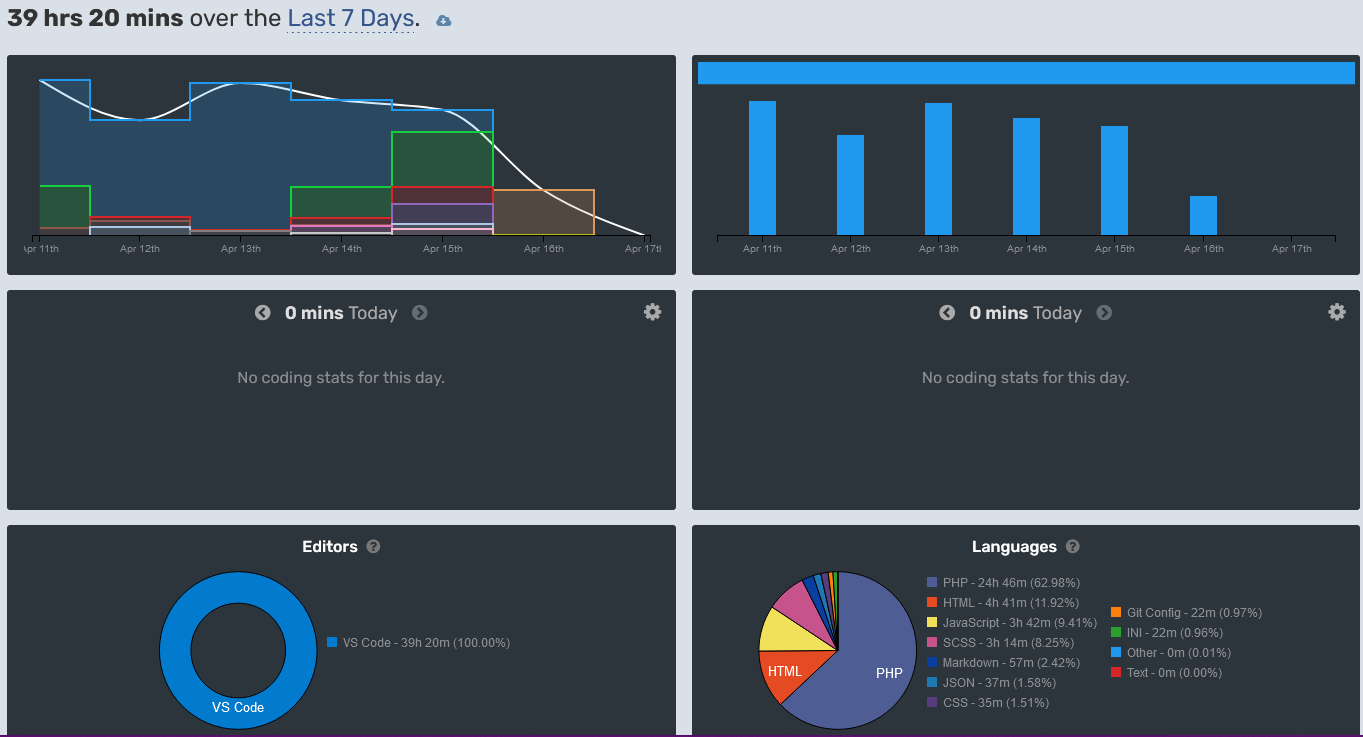 39 hrs 20 mins over the Last 7 Days.
pr 11th Apr 12th Apr 13th Apr 14th Apr 15th Apr 16th Apr 17t
Apr 11th Apr 12th Apr 13th Apr 14th Apr 15th Apr 16th Apr 17th
0 mins Today
No coding stats for this day.
0 mins Today
No coding stats for this day.
Editors ?
VS Code
VS Code - 39h 20m (100.00%)
Languages ?
HTML
PHP
PHP - 24h 46m (62.98%)
HTML - 4h 41m (11.92%)
JavaScript - 3h 42m (9.41%)
SCSS - 3h 14m (8.25%)
Markdown - 57m (2.42%)
JSON - 37m (1.58%)
CSS - 35m (1.51%)
Git Config - 22m (0.97%)
INI - 22m (0.96%)
Other - 0m (0.01%)
Text - 0m (0.00%)